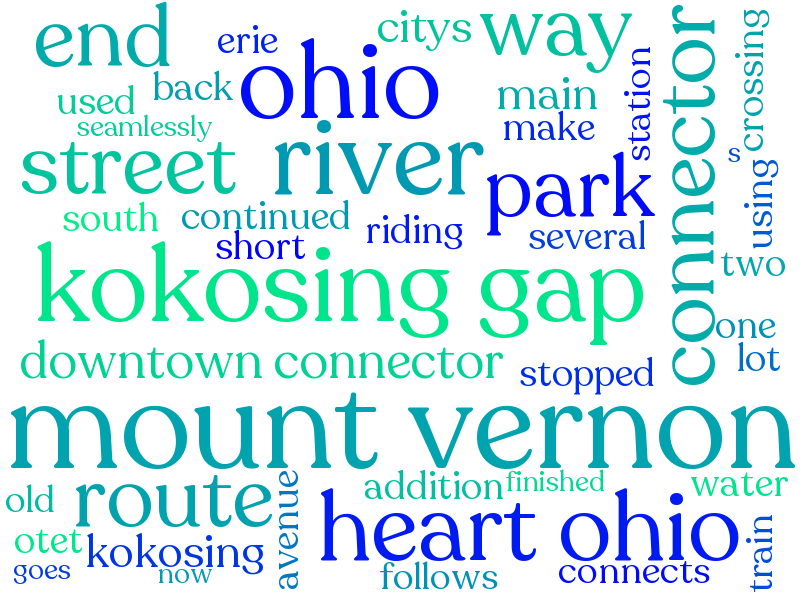 end
erie
citys
way
connector
crossing
ohio
used
back
main
station
seamlessly
make
street
river
park
s
using
south
continued
riding
several
short
two
kokosing gap
one
lot
downtown connector
stopped
mount vernon
old
route
avenue
addition
finished
water
heart ohio
train
otet
kokosing
goes
now
follows
connects